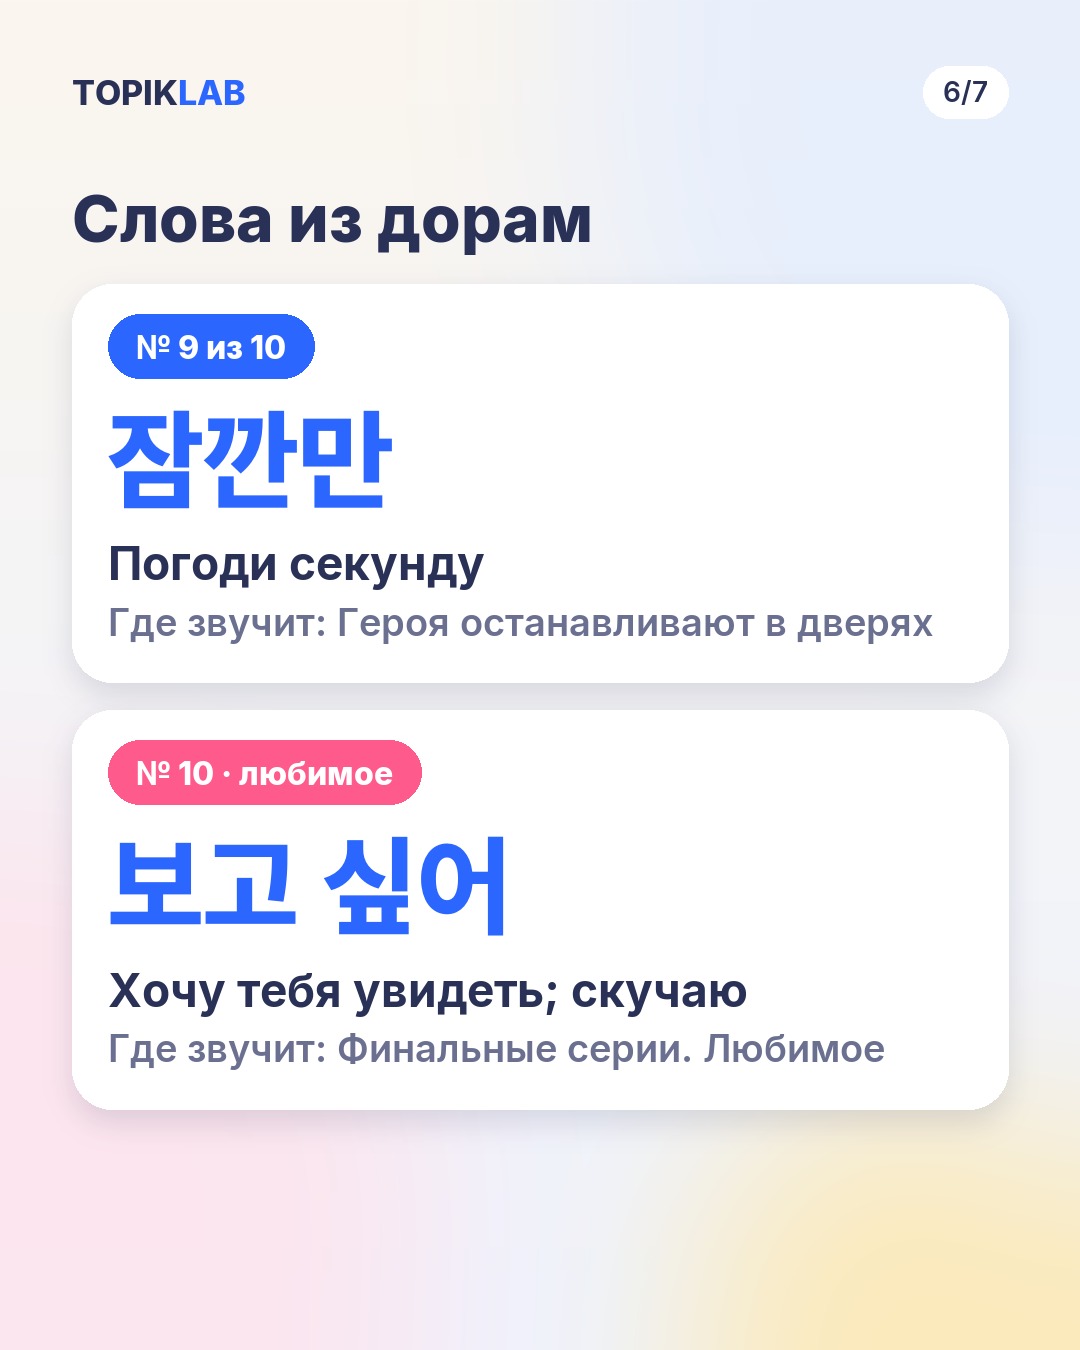 TOPIKLAB
6/7
Слова из дорам
№ 9 из 10
잠깐만
Погоди секунду
Где звучит: Героя останавливают в дверях
№ 10 · любимое
보고 싶어
Хочу тебя увидеть; скучаю
Где звучит: Финальные серии. Любимое